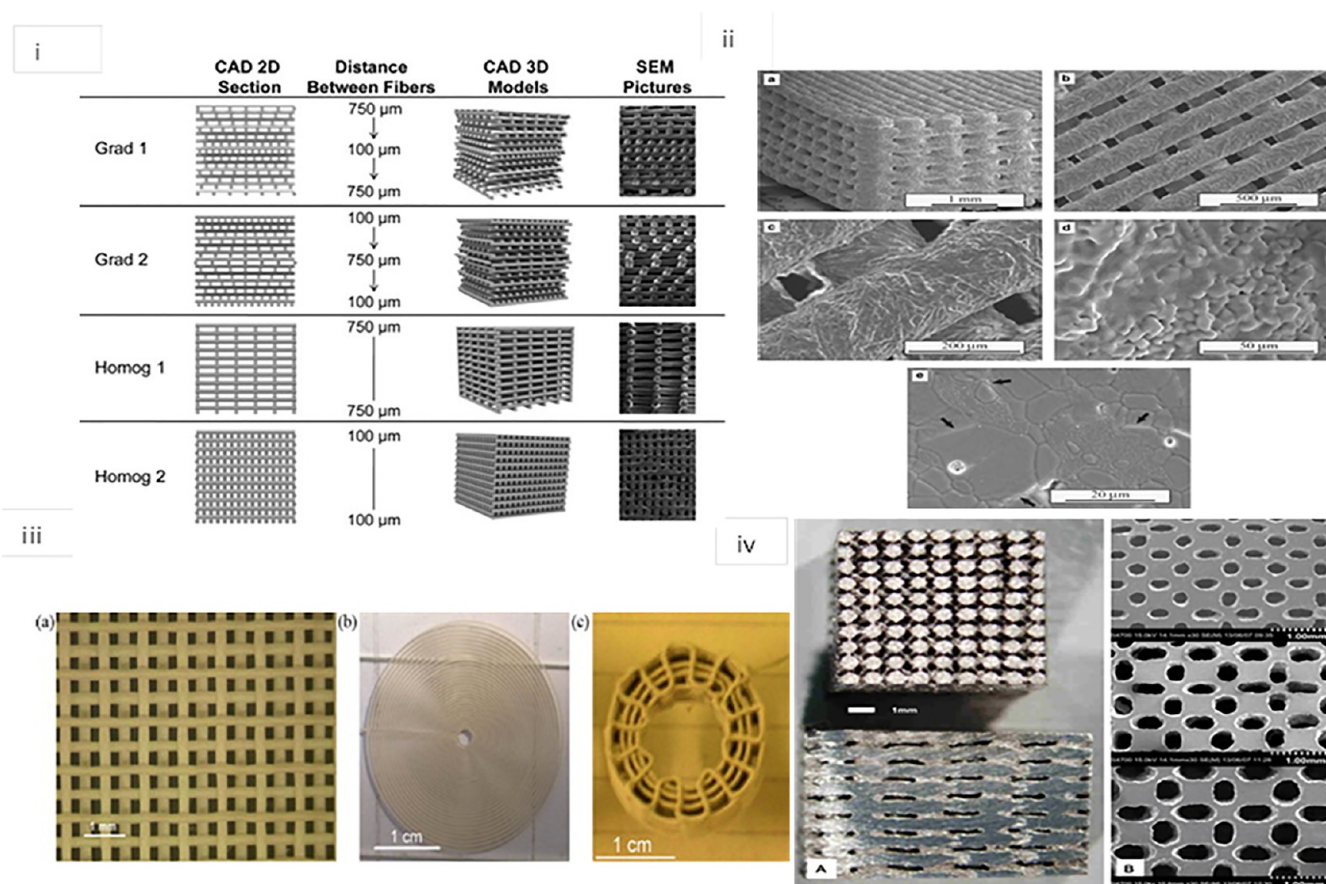 i
CAD 2D Section
Distance Between Fibers
CAD 3D Models
SEM Pictures
Grad 1
750 µm
100 µm
750 µm
Grad 2
100 µm
750 µm
100 µm
Homog 1
750 µm
750 µm
Homog 2
100 µm
100 µm
ii
a
1 mm
b
500 µm
c
200 µm
d
50 µm
e
20 µm
iii
(a)
1 mm
(b)
1 cm
(c)
1 cm
iv
1mm
A
1.00mm
1.00mm
B